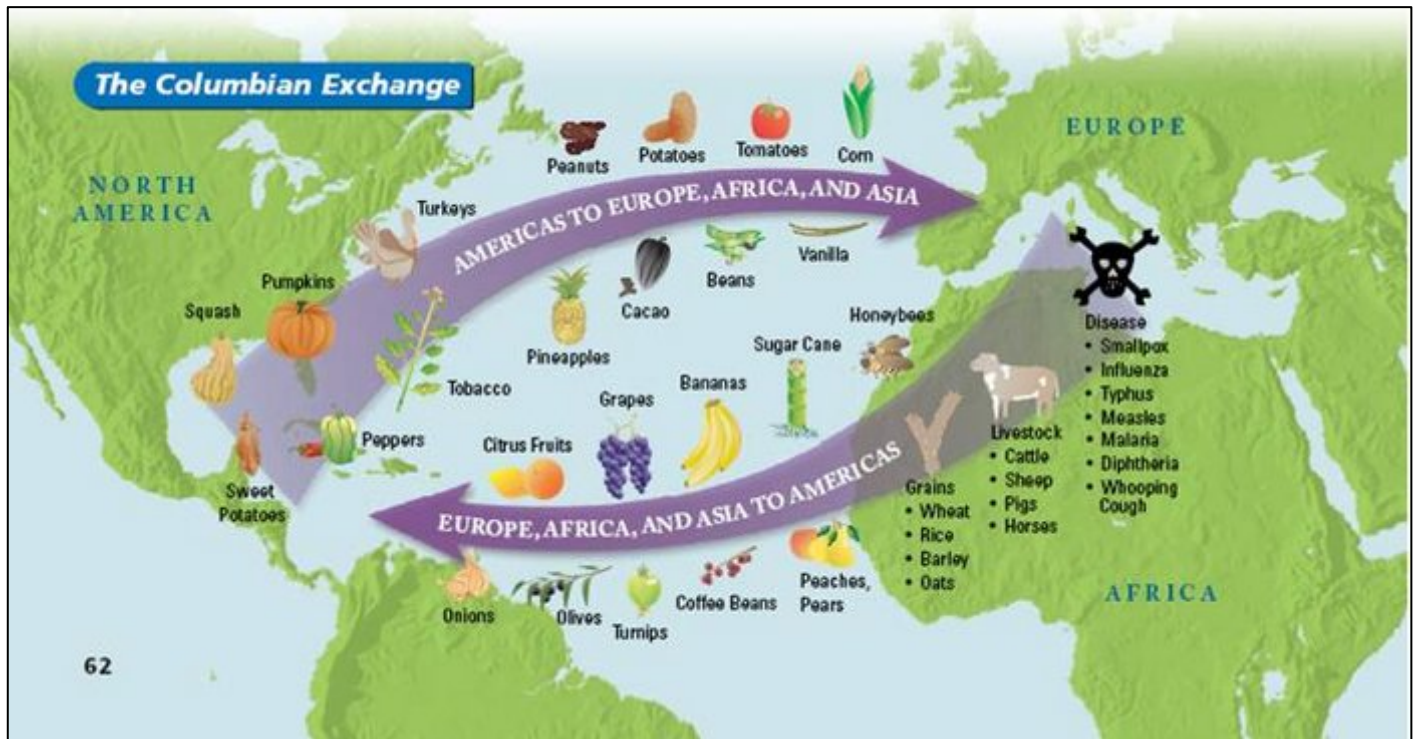 The Columbian Exchange
NORTH
AMERICA
EUROPE
AFRICA
Peanuts
Potatoes
Tomatoes
Corn
AMERICAS TO EUROPE, AFRICA, AND ASIA
Turkeys
Pumpkins
Squash
Tobacco
Peppers
Sweet
Potatoes
Pineapples
Cacao
Beans
Vanilla
Honeybees
Sugar Cane
Bananas
Grapes
Citrus Fruits
EUROPE, AFRICA, AND ASIA TO AMERICAS
Onions
Olives
Turnips
Coffee Beans
Peaches,
Pears
Grains
• Wheat
• Rice
• Barley
• Oats
Livestock
• Cattle
• Sheep
• Pigs
• Horses
Disease
• Smallpox
• Influenza
• Typhus
• Measles
• Malaria
• Diphtheria
• Whooping
Cough
62